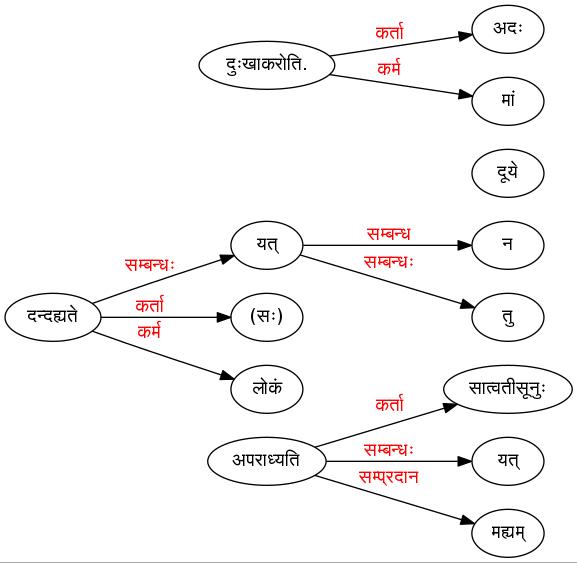 अदः
कर्ता
दुःखाकरोति.
कर्म
मां
दूये
यत्
सम्बन्ध
न
सम्बन्धः
सम्बन्धः
तु
दन्दह्यते
कर्ता
(सः)
कर्म
लोकं
सात्वतीसूनुः
कर्ता
अपराध्यति
सम्बन्धः
यत्
सम्प्रदान
मह्यम्